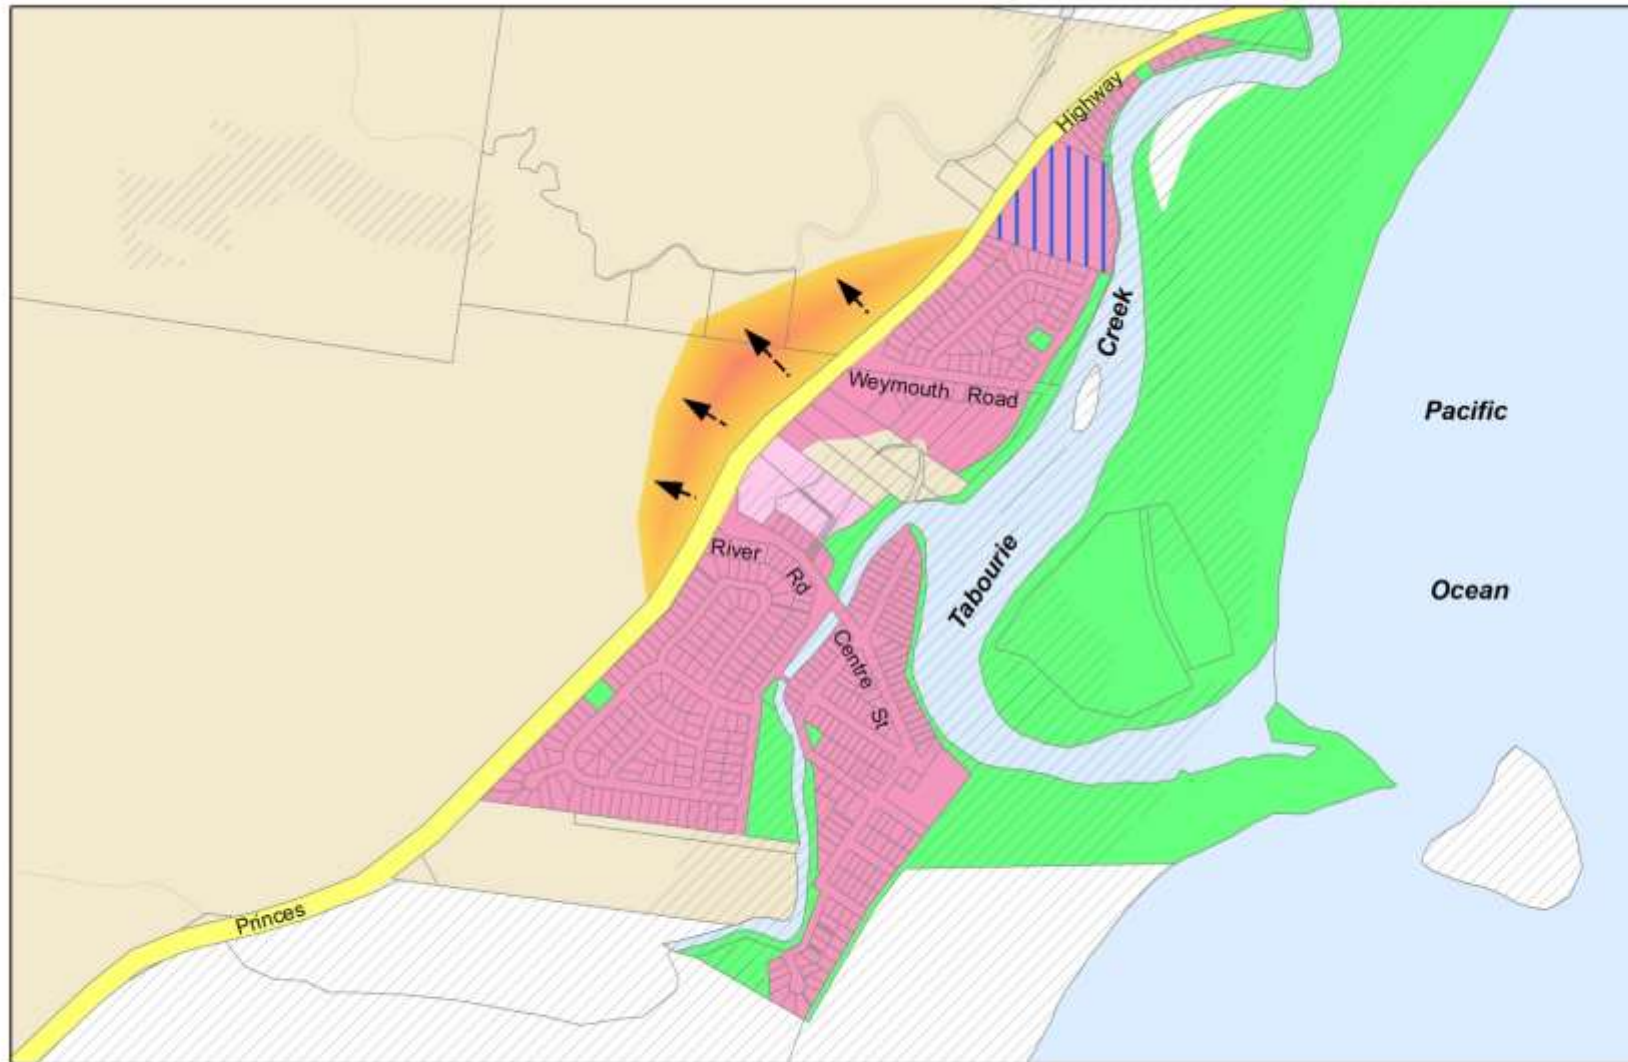 Highway
Creek
Weymouth Road
Pacific
River Rd
Tabourie
Ocean
Centre St
Princes